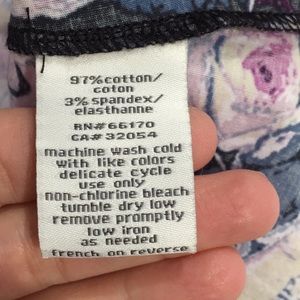 97% cotton/
coton
3% spandex/
elasthanne
RN# 66170
CA# 32054
machine wash cold
with like colors
delicate cycle
use only
non-chlorine bleach
tumble dry low
remove promptly
low iron
as needed
french on reverse